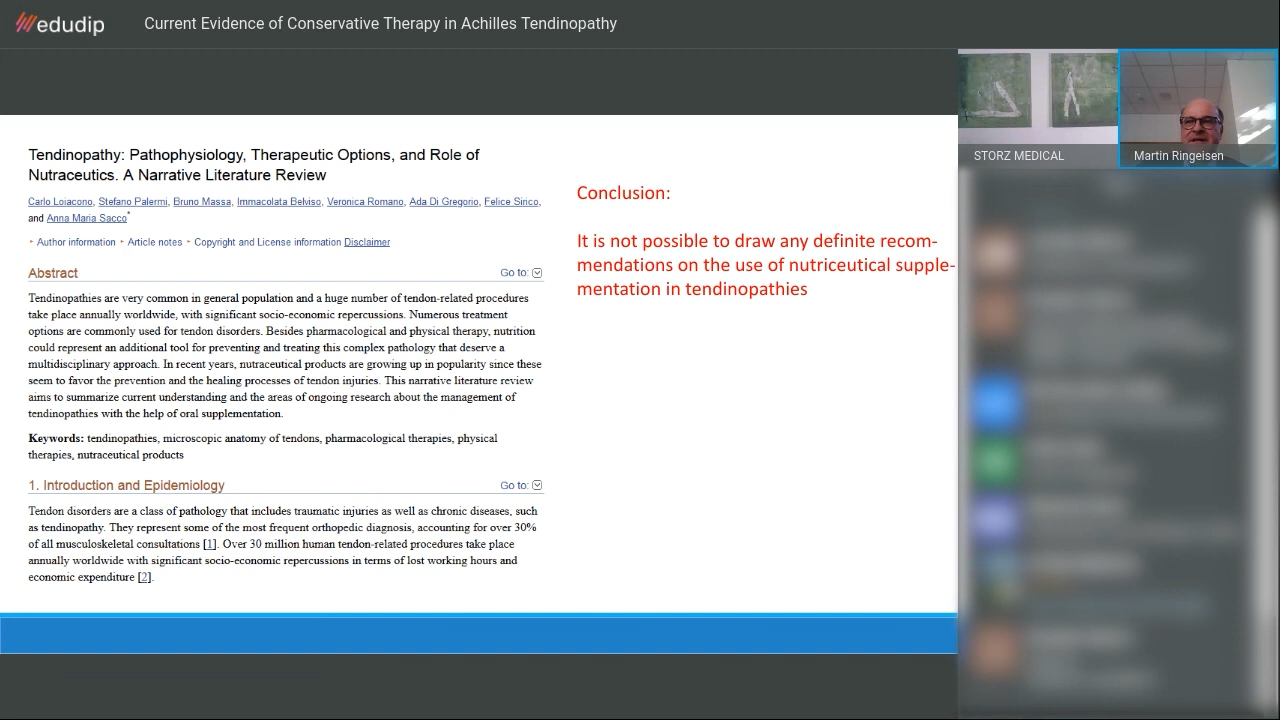 edudip
Current Evidence of Conservative Therapy in Achilles Tendinopathy
Tendinopathy: Pathophysiology, Therapeutic Options, and Role of
Nutraceutics. A Narrative Literature Review
Carlo Loiacono, Stefano Palermi, Bruno Massa, Immacolata Belviso, Veronica Romano, Ada Di Gregorio, Felice Sirico,
and Anna Maria Sacco*
‣ Author information ‣ Article notes ‣ Copyright and License information Disclaimer
Abstract Go to:
Tendinopathies are very common in general population and a huge number of tendon-related procedures
take place annually worldwide, with significant socio-economic repercussions. Numerous treatment
options are commonly used for tendon disorders. Besides pharmacological and physical therapy, nutrition
could represent an additional tool for preventing and treating this complex pathology that deserve a
multidisciplinary approach. In recent years, nutraceutical products are growing up in popularity since these
seem to favor the prevention and the healing processes of tendon injuries. This narrative literature review
aims to summarize current understanding and the areas of ongoing research about the management of
tendinopathies with the help of oral supplementation.
Keywords: tendinopathies, microscopic anatomy of tendons, pharmacological therapies, physical
therapies, nutraceutical products
1. Introduction and Epidemiology Go to:
Tendon disorders are a class of pathology that includes traumatic injuries as well as chronic diseases, such
as tendinopathy. They represent some of the most frequent orthopedic diagnosis, accounting for over 30%
of all musculoskeletal consultations [1]. Over 30 million human tendon-related procedures take place
annually worldwide with significant socio-economic repercussions in terms of lost working hours and
economic expenditure [2].
Conclusion:
It is not possible to draw any definite recom-
mendations on the use of nutriceutical supple-
mentation in tendinopathies
STORZ MEDICAL
Martin Ringeisen